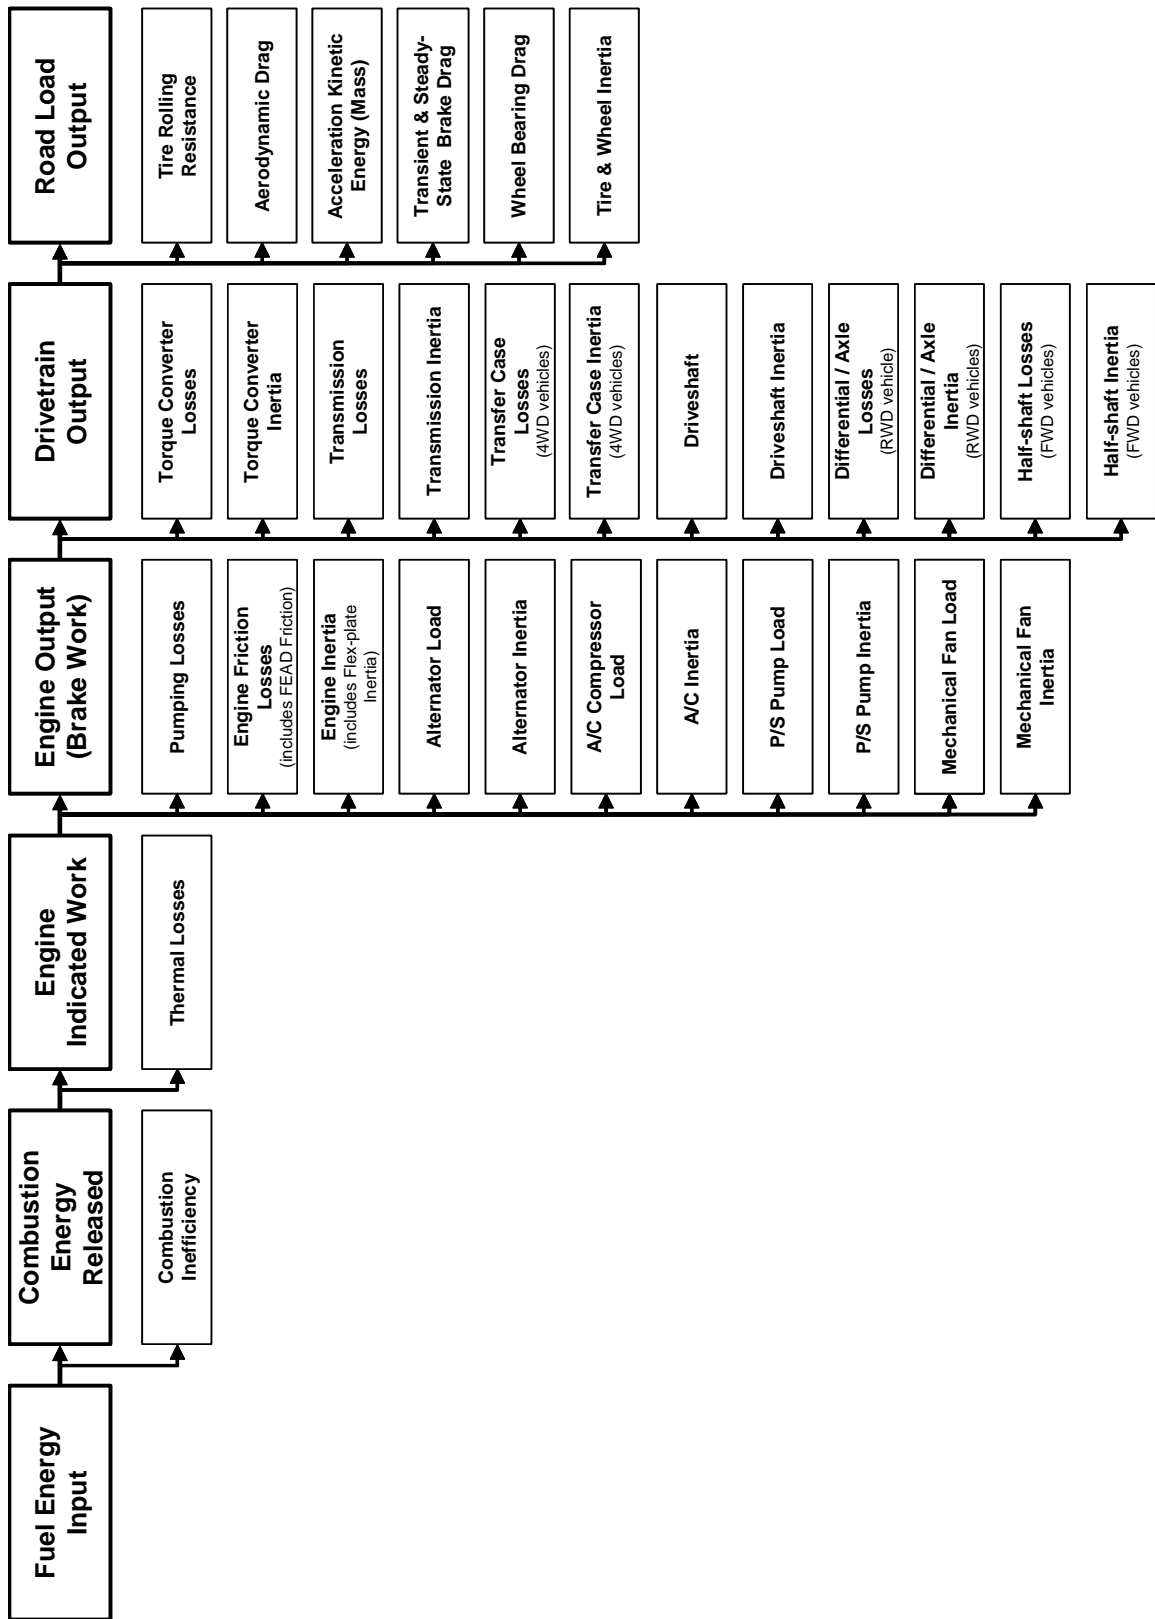 Fuel Energy
Input
Combustion
Energy
Released
Engine
Indicated Work
Engine Output
(Brake Work)
Drivetrain
Output
Road Load
Output
Combustion
Inefficiency
Thermal Losses
Pumping Losses
Engine Friction
Losses
(includes FEAD Friction)
Engine Inertia
(includes Flex-plate
Inertia)
Alternator Load
Alternator Inertia
A/C Compressor
Load
A/C Inertia
P/S Pump Load
P/S Pump Inertia
Mechanical Fan Load
Mechanical Fan
Inertia
Torque Converter
Losses
Torque Converter
Inertia
Transmission
Losses
Transmission Inertia
Transfer Case
Losses
(4WD vehicles)
Transfer Case Inertia
(4WD vehicles)
Driveshaft
Driveshaft Inertia
Differential / Axle
Losses
(RWD vehicle)
Differential / Axle
Inertia
(RWD vehicles)
Half-shaft Losses
(FWD vehicles)
Half-shaft Inertia
(FWD vehicles)
Tire Rolling
Resistance
Aerodynamic Drag
Acceleration Kinetic
Energy (Mass)
Transient & Steady-
State Brake Drag
Wheel Bearing Drag
Tire & Wheel Inertia